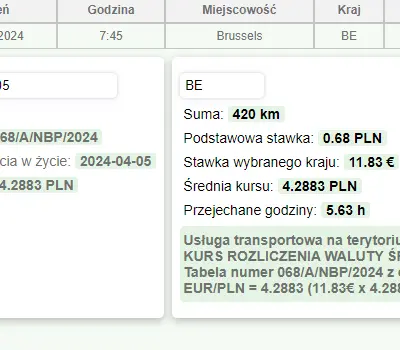 eń Godzina Miejscowość Kraj
2024 7:45 Brussels BE
05
BE
Suma: 420 km
068/A/NBP/2024
Podstawowa stawka: 0.68 PLN
cia w życie: 2024-04-05
Stawka wybranego kraju: 11.83 €
4.2883 PLN
Średnia kursu: 4.2883 PLN
Przejechane godziny: 5.63 h
Usługa transportowa na terytoriu
KURS ROZLICZENIA WALUTY ŚR
Tabela numer 068/A/NBP/2024 z
EUR/PLN = 4.2883 (11.83€ x 4.288